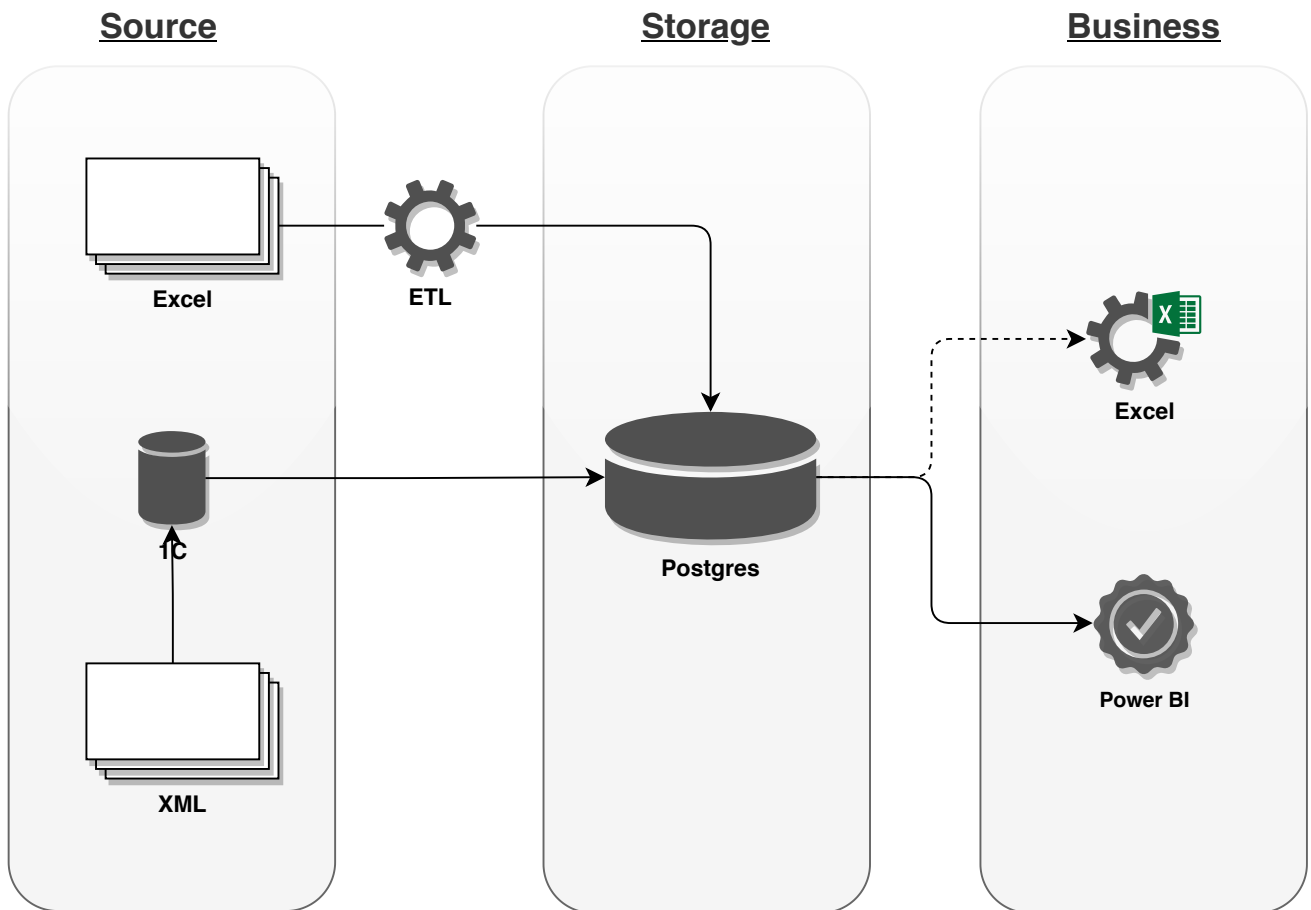 Source
Storage
Business
Excel
ETL
X
Excel
1C
Postgres
Power BI
XML